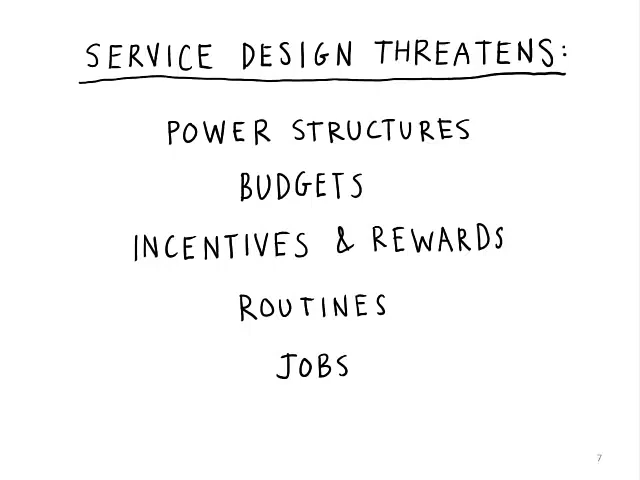 SERVICE DESIGN THREATENS:
POWER STRUCTURES
BUDGETS
INCENTIVES & REWARDS
ROUTINES
JOBS
7